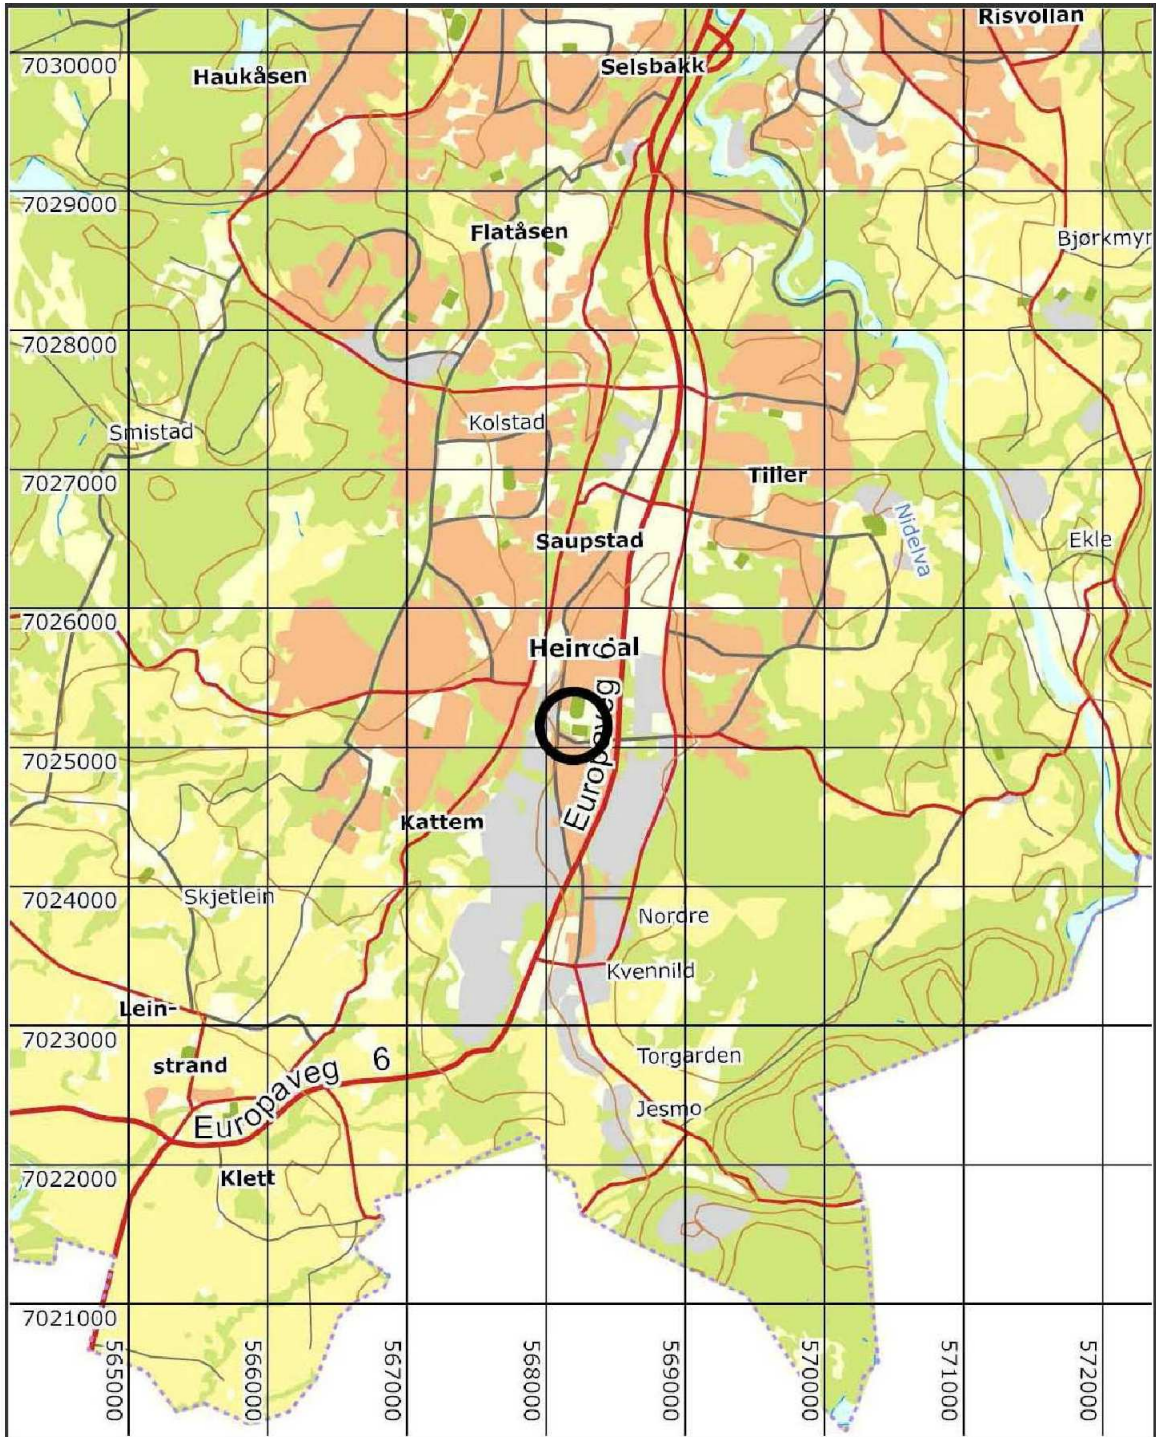 Risvollan
7030000
Haukåsen
Selsbakk
7029000
Flatåsen
Bjørkmyr
7028000
Kolstad
Smistad
7027000
Tiller
Nidelva
Saupstad
Ekle
7026000
Heimdal
Europaveg 6
7025000
Kattem
7024000
Skjetlein
Nordre
Kvennild
Lein-
7023000
strand
Torgarden
Europaveg 6
Jesmo
7022000
Klett
7021000
565000
566000
567000
568000
569000
570000
571000
572000